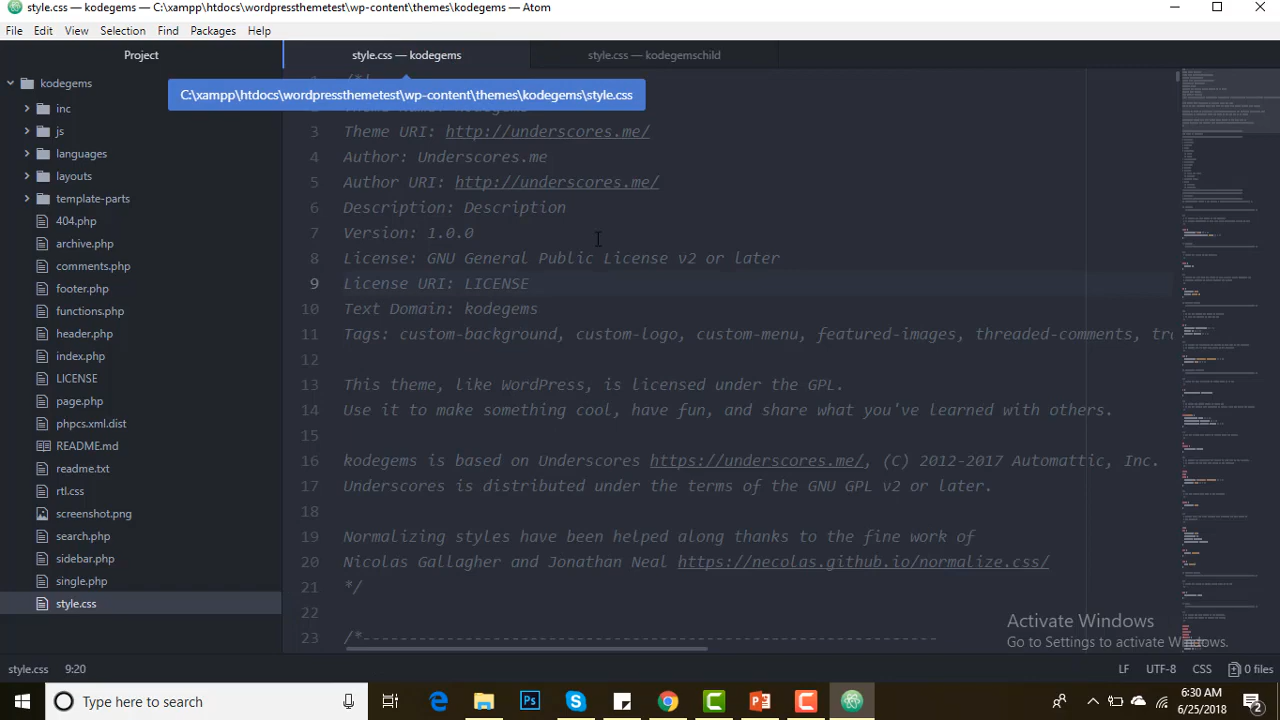 style.css — kodegems — C:\xampp\htdocs\wordpressthemetest\wp-content\themes\kodegems — Atom
File Edit View Selection Find Packages Help
Project
style.css — kodegems
style.css — kodegemschild
C:\xampp\htdocs\wordpressthemetest\wp-content\themes\kodegems\style.css
kodegems
inc
js
languages
layouts
template-parts
404.php
archive.php
comments.php
footer.php
functions.php
header.php
index.php
LICENSE
page.php
phpcs.xml.dist
README.md
readme.txt
rtl.css
screenshot.png
search.php
sidebar.php
single.php
style.css
/*!
3 Theme URI: http://underscores.me/
4 Author: Underscores.me
5 Author URI: http://underscores.me/
6 Description: Description
7 Version: 1.0.0
8 License: GNU General Public License v2 or later
9 License URI: LICENSE
10 Text Domain: kodegems
11 Tags: custom-background, custom-logo, custom-menu, featured-images, threaded-comments, tra
12
13 This theme, like WordPress, is licensed under the GPL.
14 Use it to make something cool, have fun, and share what you've learned with others.
15
16 kodegems is based on Underscores https://underscores.me/, (C) 2012-2017 Automattic, Inc.
17 Underscores is distributed under the terms of the GNU GPL v2 or later.
18
19 Normalizing styles have been helped along thanks to the fine work of
20 Nicolas Gallagher and Jonathan Neal https://necolas.github.io/normalize.css/
21 */
22
23 /*--------------------------------------------------------------
Activate Windows
Go to Settings to activate Windows.
style.css 9:20
LF UTF-8 CSS 0 files
Type here to search
6:30 AM
6/25/2018
2